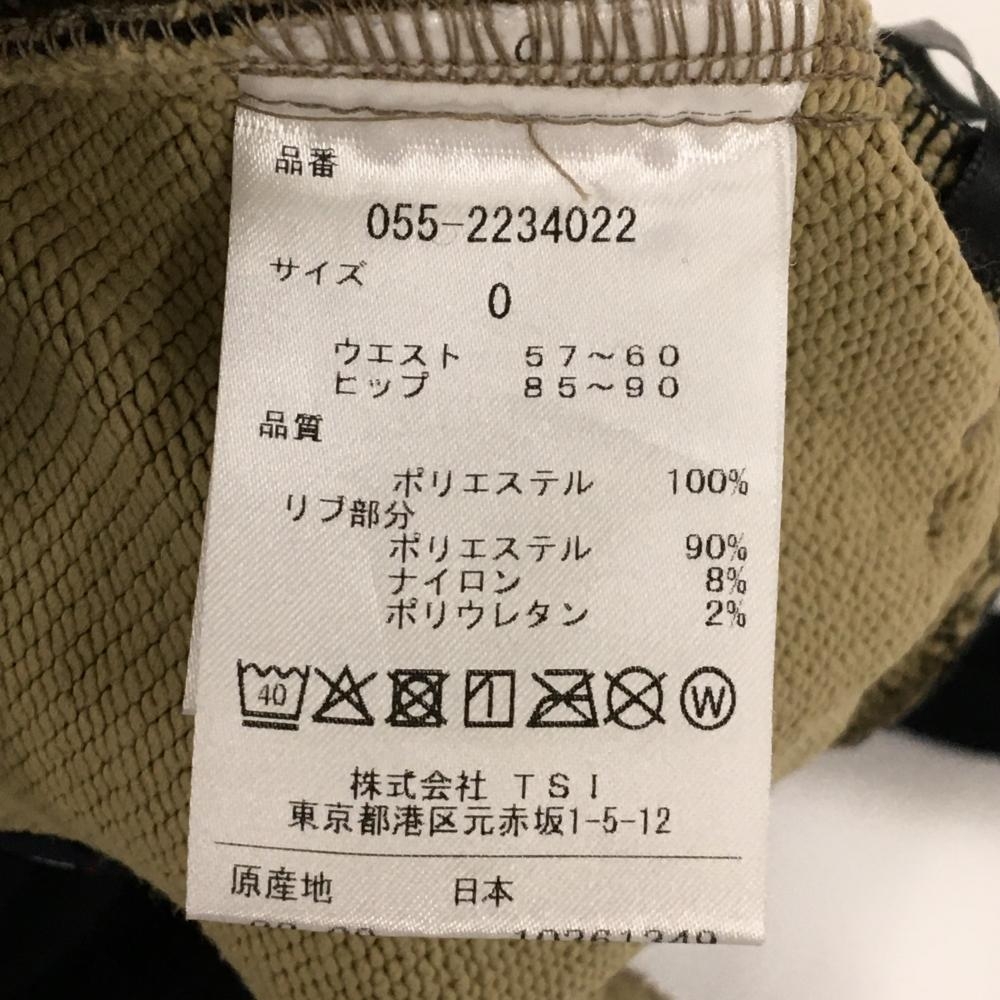 品番
055-2234022
サイズ
0
ウエスト 57～60
ヒップ 85～90
品質
ポリエステル 100%
リブ部分
ポリエステル 90%
ナイロン 8%
ポリウレタン 2%
40 W
株式会社 TSI
東京都港区元赤坂1-5-12
原産地 日本